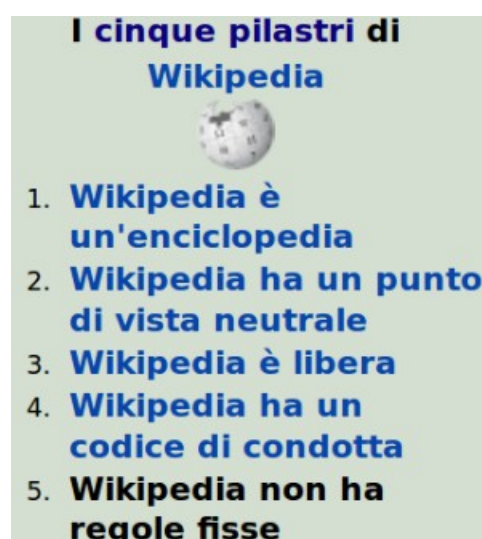 I cinque pilastri di
Wikipedia
1. Wikipedia è
un'enciclopedia
2. Wikipedia ha un punto
di vista neutrale
3. Wikipedia è libera
4. Wikipedia ha un
codice di condotta
5. Wikipedia non ha
regole fisse